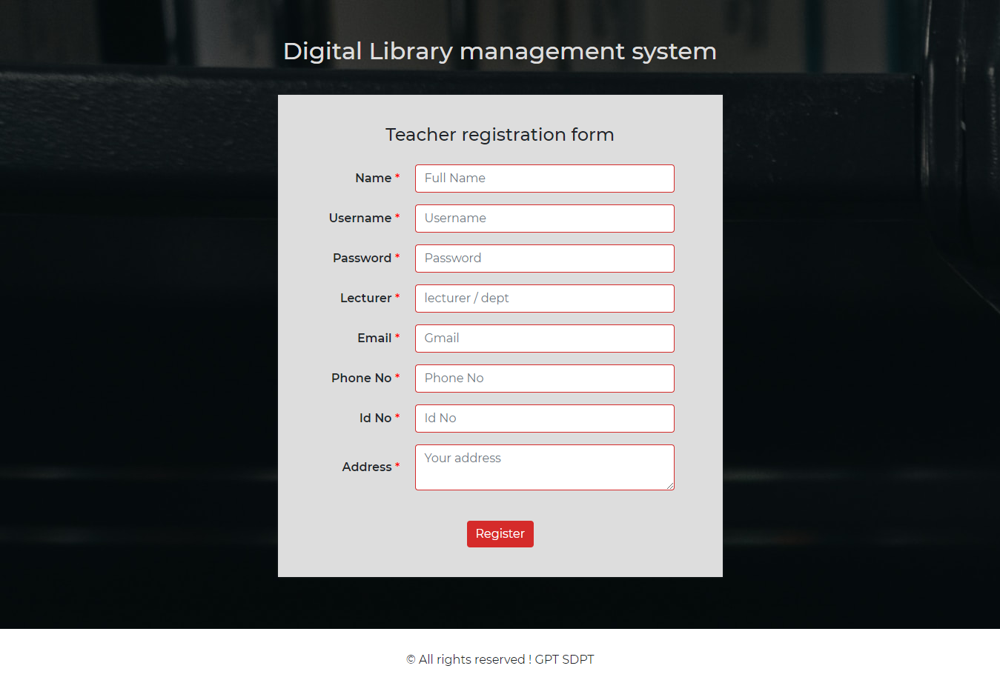 Digital Library management system
Teacher registration form
Name *
Full Name
Username *
Username
Password *
Password
Lecturer *
lecturer / dept
Email *
Gmail
Phone No *
Phone No
Id No *
Id No
Address *
Your address
Register
© All rights reserved ! GPT SDPT